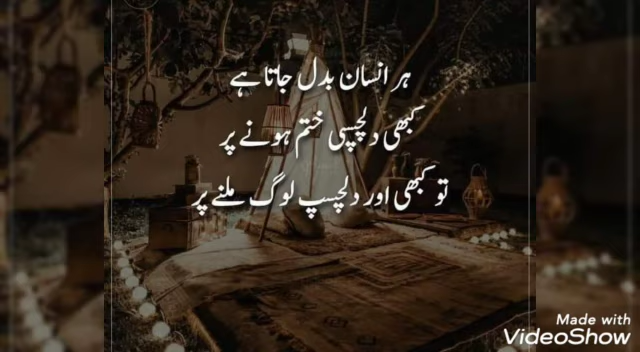 ہر انسان بدل جاتا ہے
کبھی دلچسپی ختم ہونے پر
تو کبھی اور دلچسپ لوگ ملنے پر
Made with
VideoShow